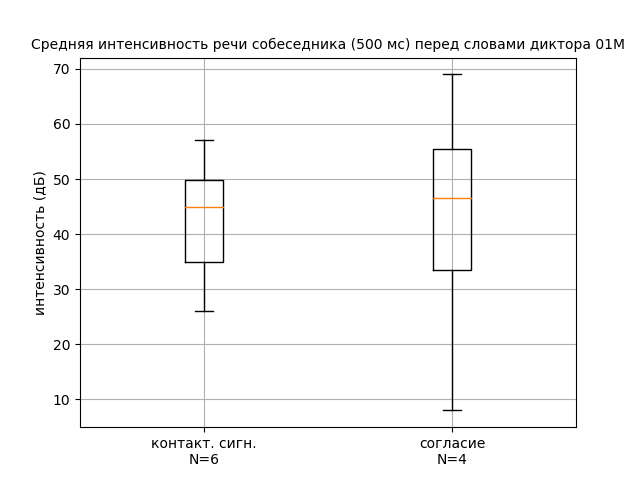 Средняя интенсивность речи собеседника (500 мс) перед словами диктора 01М
70
60
50
40
30
20
10
интенсивность (дБ)
контакт. сигн.
N=6
согласие
N=4